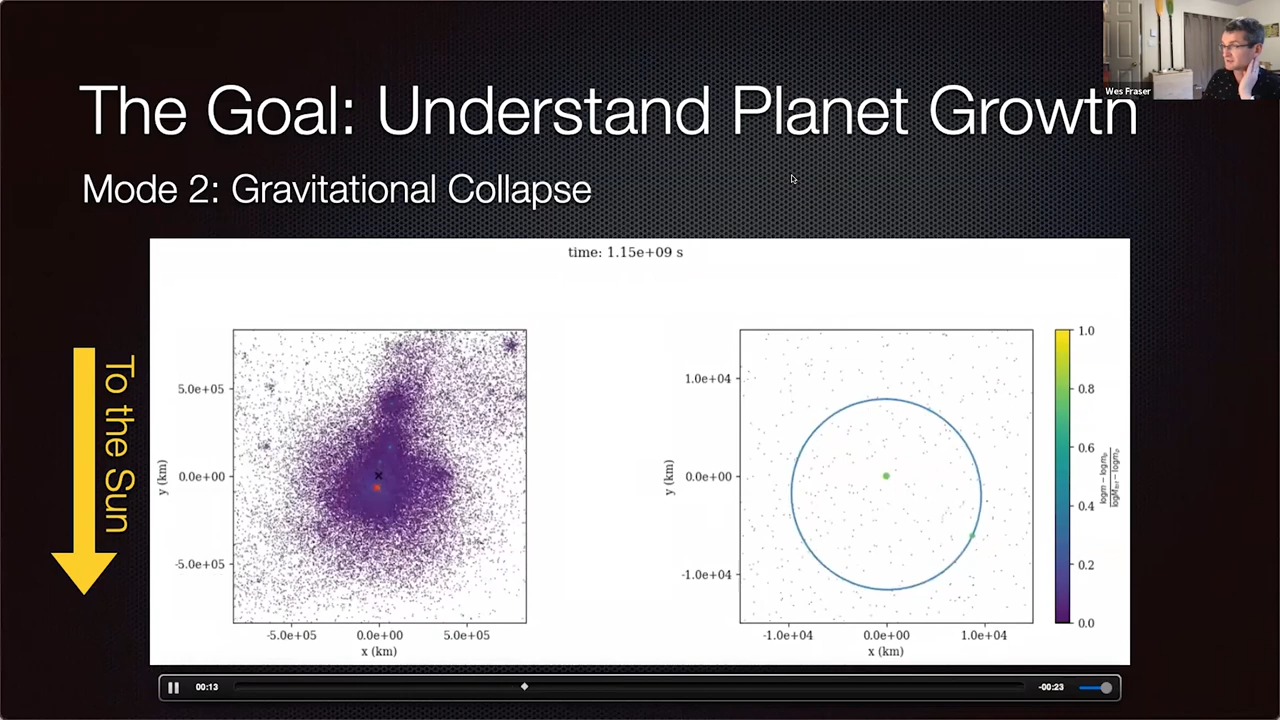 Wes Fraser
The Goal: Understand Planet Growth
Mode 2: Gravitational Collapse
time: 1.15e+09 s
To the Sun
y (km)
5.0e+05
0.0e+00
-5.0e+05
-5.0e+05 0.0e+00 5.0e+05
x (km)
y (km)
1.0e+04
0.0e+00
-1.0e+04
-1.0e+04 0.0e+00 1.0e+04
x (km)
1.0
0.8
0.6
0.4
0.2
0.0
00:13
-00:23